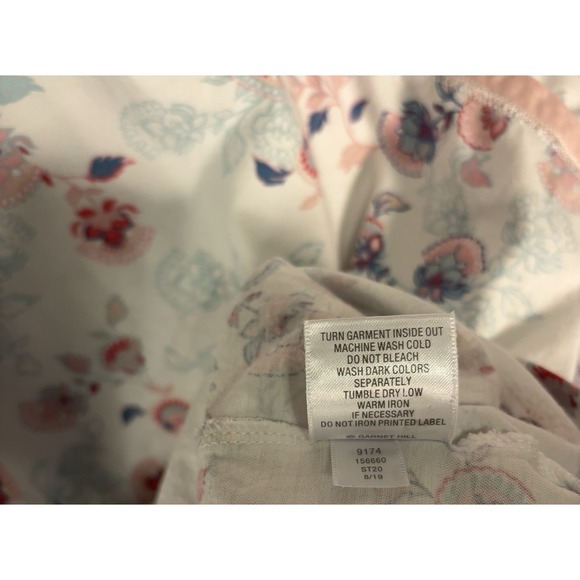 TURN GARMENT INSIDE OUT
MACHINE WASH COLD
DO NOT BLEACH
WASH DARK COLORS
SEPARATELY
TUMBLE DRY LOW
WARM IRON
IF NECESSARY
DO NOT IRON PRINTED LABEL
© GARNET HILL
9174
156660
ST20
8/19